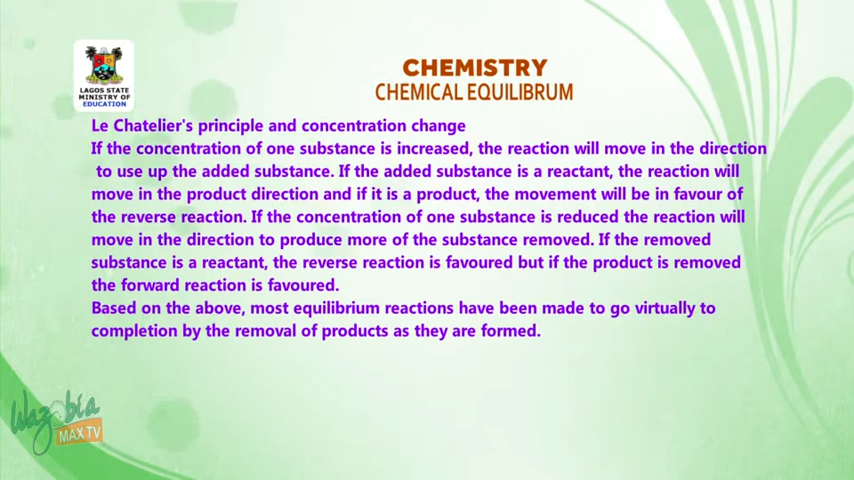 CHEMISTRY
CHEMICAL EQUILIBRUM
LAGOS STATE
MINISTRY OF
EDUCATION
Le Chatelier's principle and concentration change
If the concentration of one substance is increased, the reaction will move in the direction
to use up the added substance. If the added substance is a reactant, the reaction will
move in the product direction and if it is a product, the movement will be in favour of
the reverse reaction. If the concentration of one substance is reduced the reaction will
move in the direction to produce more of the substance removed. If the removed
substance is a reactant, the reverse reaction is favoured but if the product is removed
the forward reaction is favoured.
Based on the above, most equilibrium reactions have been made to go virtually to
completion by the removal of products as they are formed.
Wazobia
MAX TV